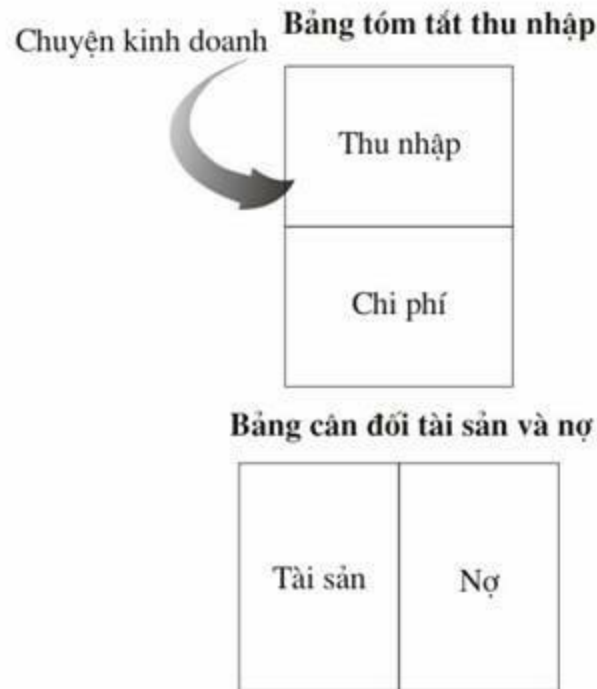 Chuyện kinh doanh
Bảng tóm tắt thu nhập
Thu nhập
Chi phí
Bảng cân đối tài sản và nợ
Tài sản
Nợ